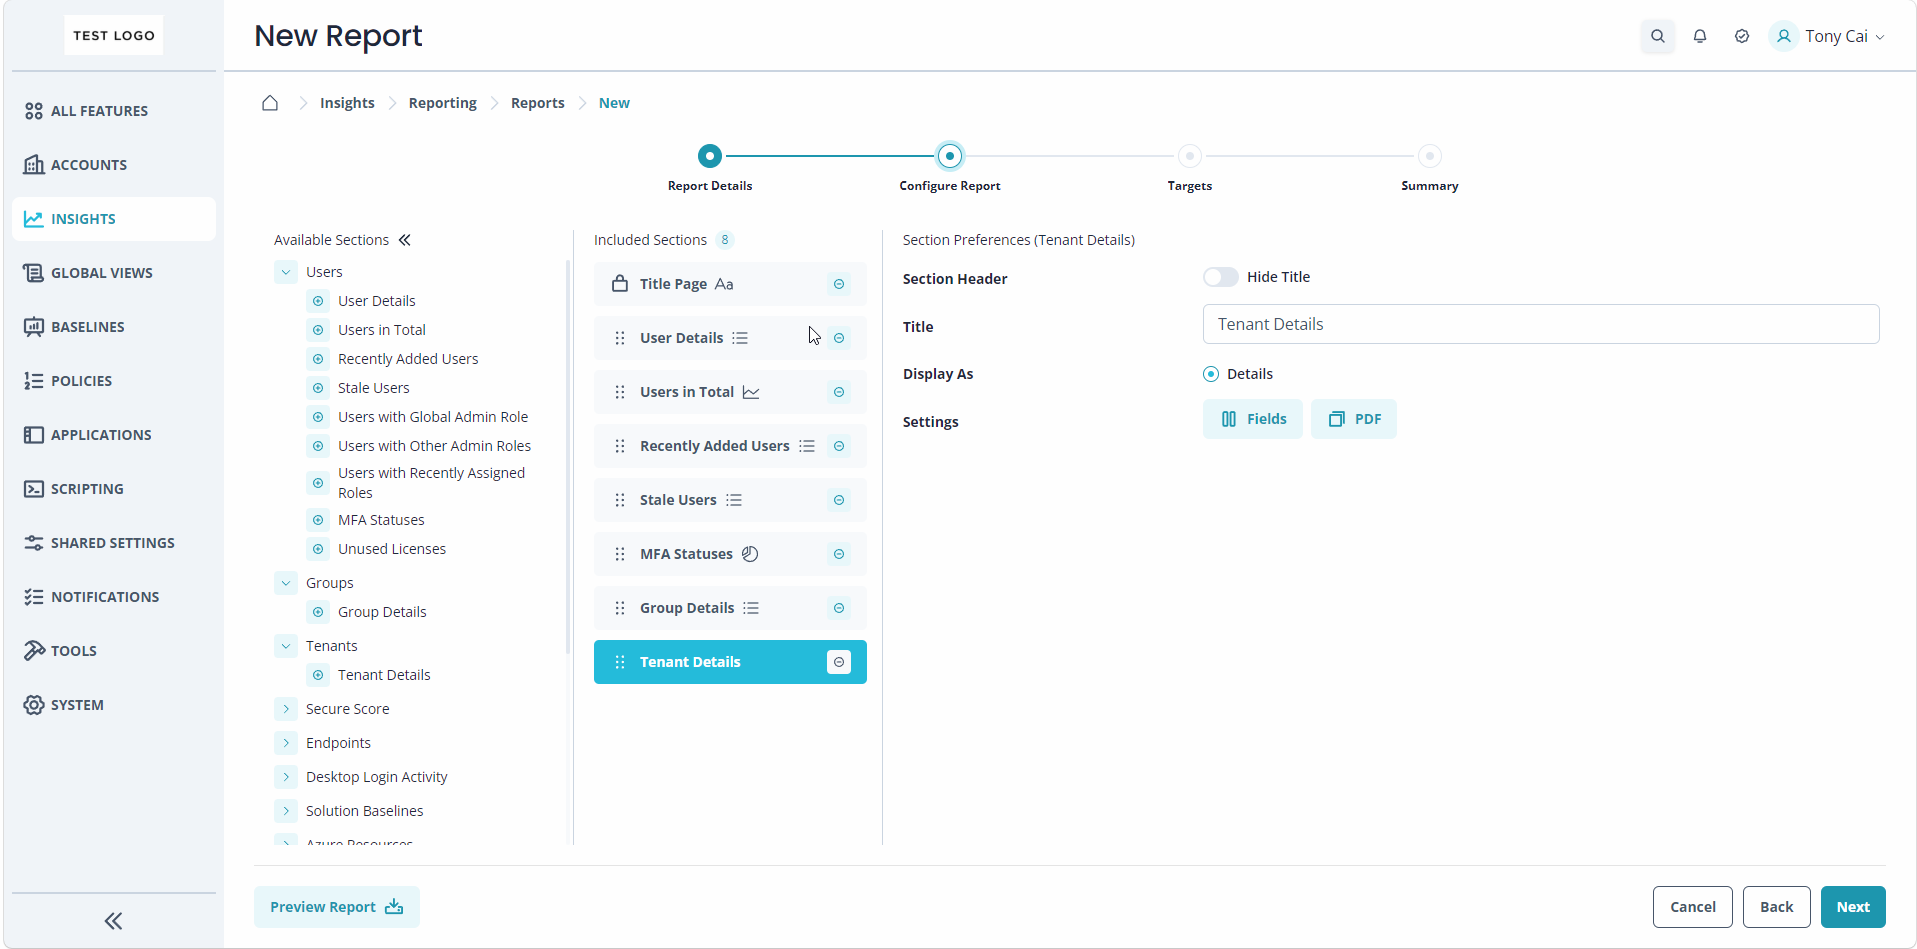 TEST LOGO
New Report
Tony Cai
ALL FEATURES
ACCOUNTS
INSIGHTS
GLOBAL VIEWS
BASELINES
POLICIES
APPLICATIONS
SCRIPTING
SHARED SETTINGS
NOTIFICATIONS
TOOLS
SYSTEM
Insights
Reporting
Reports
New
Report Details
Configure Report
Targets
Summary
Available Sections
Users
User Details
Users in Total
Recently Added Users
Stale Users
Users with Global Admin Role
Users with Other Admin Roles
Users with Recently Assigned
Roles
MFA Statuses
Unused Licenses
Groups
Group Details
Tenants
Tenant Details
Secure Score
Endpoints
Desktop Login Activity
Solution Baselines
Azure Resources
Included Sections 8
Title Page Aa
User Details
Users in Total
Recently Added Users
Stale Users
MFA Statuses
Group Details
Tenant Details
Section Preferences (Tenant Details)
Section Header
Hide Title
Title
Tenant Details
Display As
Details
Settings
Fields
PDF
Preview Report
Cancel
Back
Next